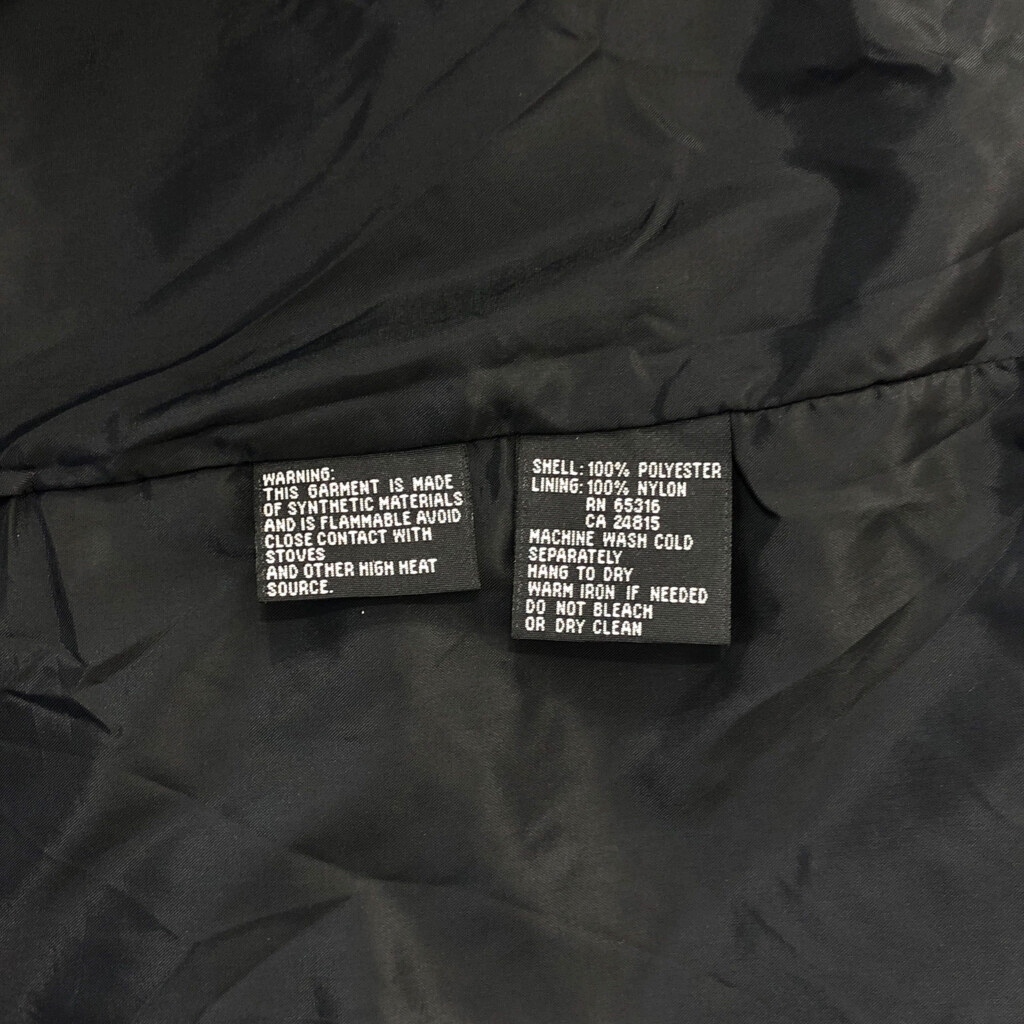 WARNING:
THIS GARMENT IS MADE
OF SYNTHETIC MATERIALS
AND IS FLAMMABLE AVOID
CLOSE CONTACT WITH
STOVES
AND OTHER HIGH HEAT
SOURCE.
SHELL: 100% POLYESTER
LINING: 100% NYLON
RN 65316
CA 24815
MACHINE WASH COLD
SEPARATELY
HANG TO DRY
WARM IRON IF NEEDED
DO NOT BLEACH
OR DRY CLEAN